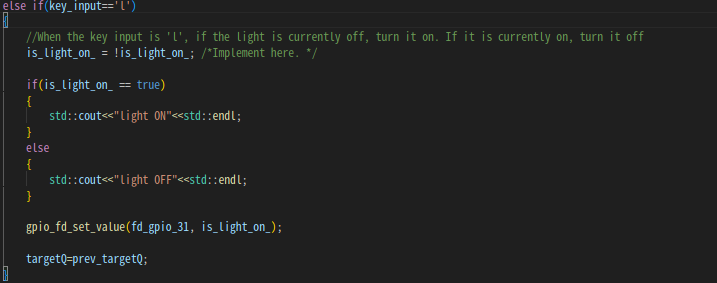 else if(key_input=='l')
{
//When the key input is 'l', if the light is currently off, turn it on. If it is currently on, turn it off
is_light_on_ = !is_light_on_; /*Implement here. */
if(is_light_on_ == true)
{
std::cout<<"light ON"<<std::endl;
}
else
{
std::cout<<"light OFF"<<std::endl;
}
gpio_fd_set_value(fd_gpio_31, is_light_on_);
targetQ=prev_targetQ;
}